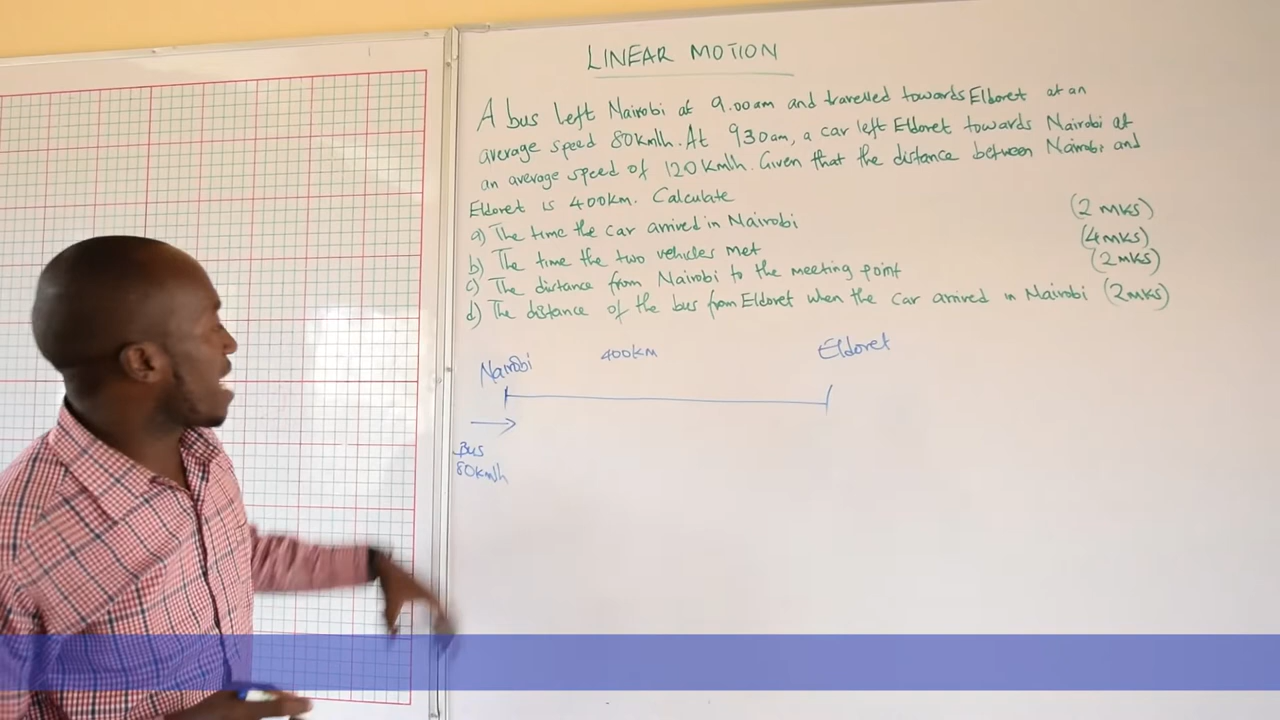 LINEAR MOTION
A bus left Nairobi at 9.00am and travelled towards Eldoret at an
average speed 80Km/h. At 930am, a car left Eldoret towards Nairobi at
an average speed of 120Km/h. Given that the distance between Nairobi and
Eldoret is 400km. Calculate
a) The time the car arrived in Nairobi (2 MKS)
b) The time the two vehicles met (4MKS)
c) The distance from Nairobi to the meeting point (2MKS)
d) The distance of the bus from Eldoret when the car arrived in Nairobi (2MKS)
Nairobi 400KM Eldoret
Bus
80Km/h